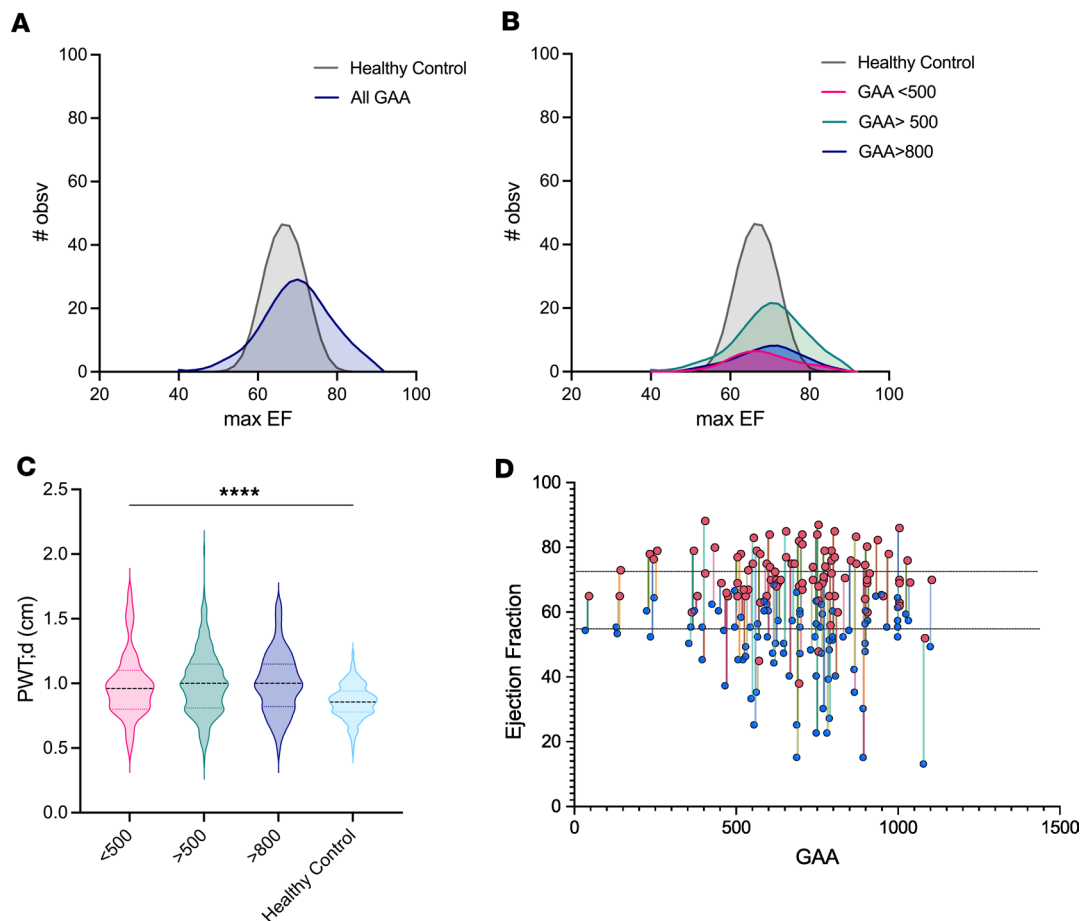 A
100
80
60
40
20
0
# obsv
20
40
60
80
100
max EF
Healthy Control
All GAA
B
100
80
60
40
20
0
# obsv
20
40
60
80
100
max EF
Healthy Control
GAA <500
GAA> 500
GAA>800
C
2.5
2.0
1.5
1.0
0.5
0.0
PWT;d (cm)
****
<500
>500
>800
Healthy Control
D
100
80
60
40
20
0
Ejection Fraction
0
500
1000
1500
GAA